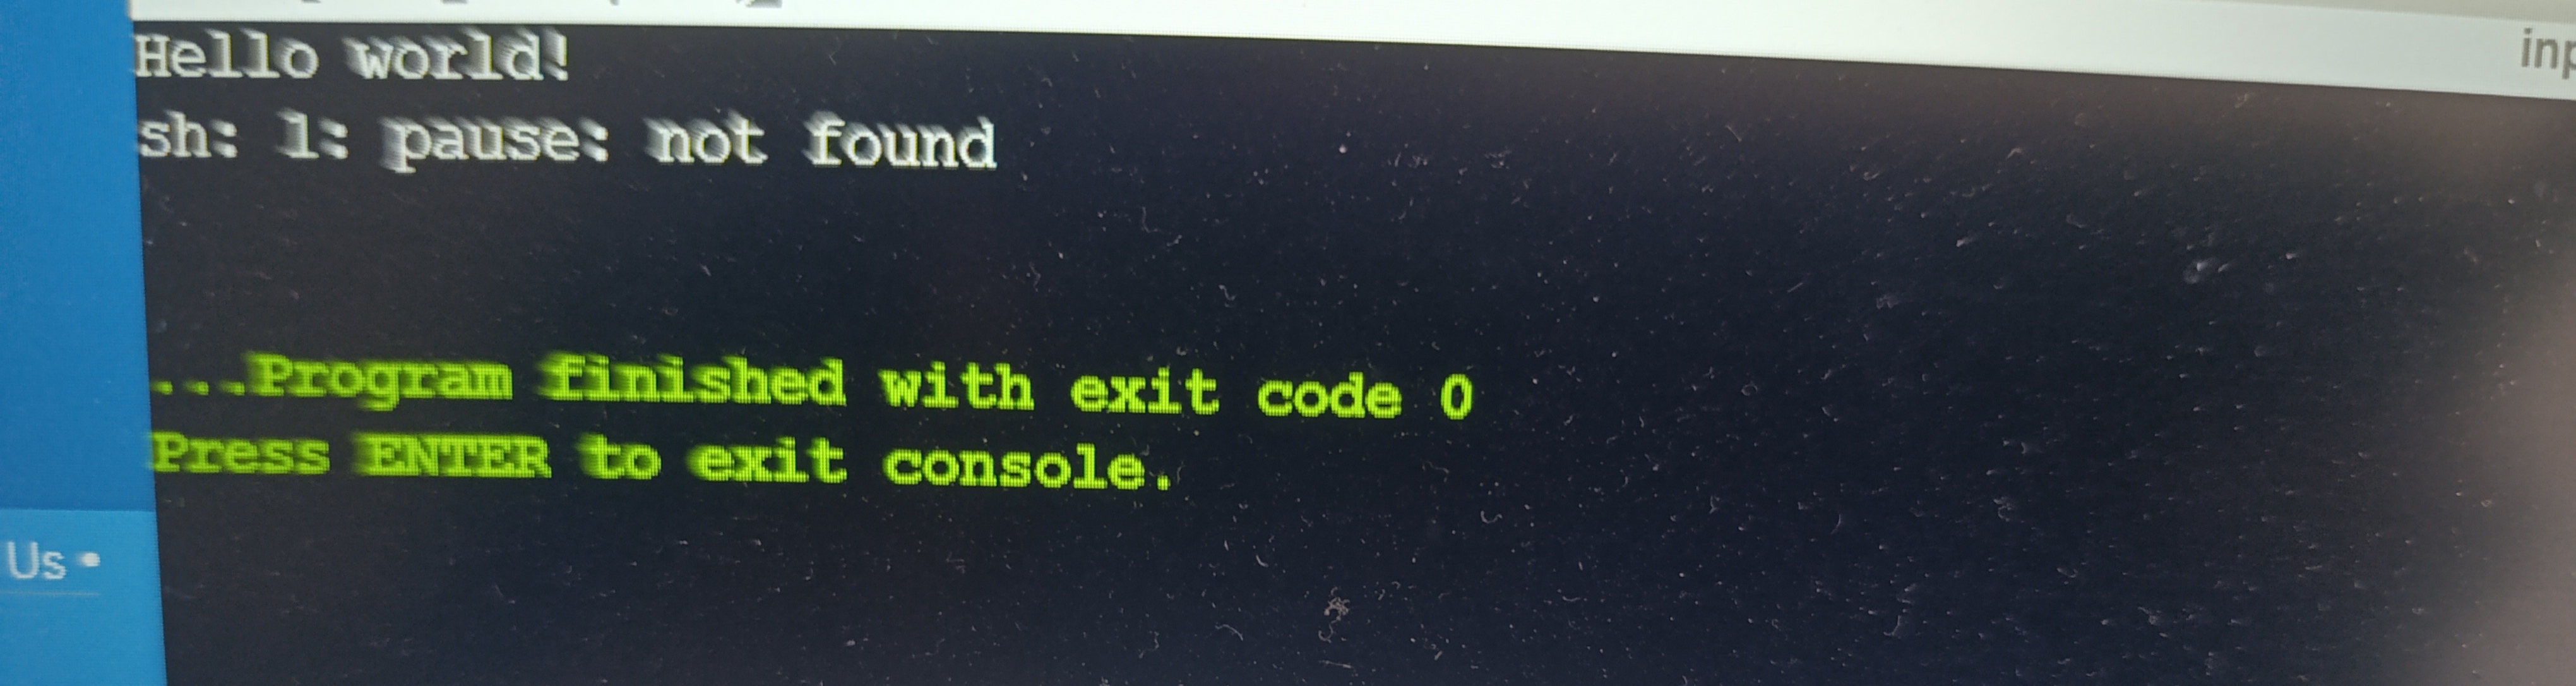 inp
Hello world!
sh: 1: pause: not found
...Program finished with exit code 0
Press ENTER to exit console.
Us •